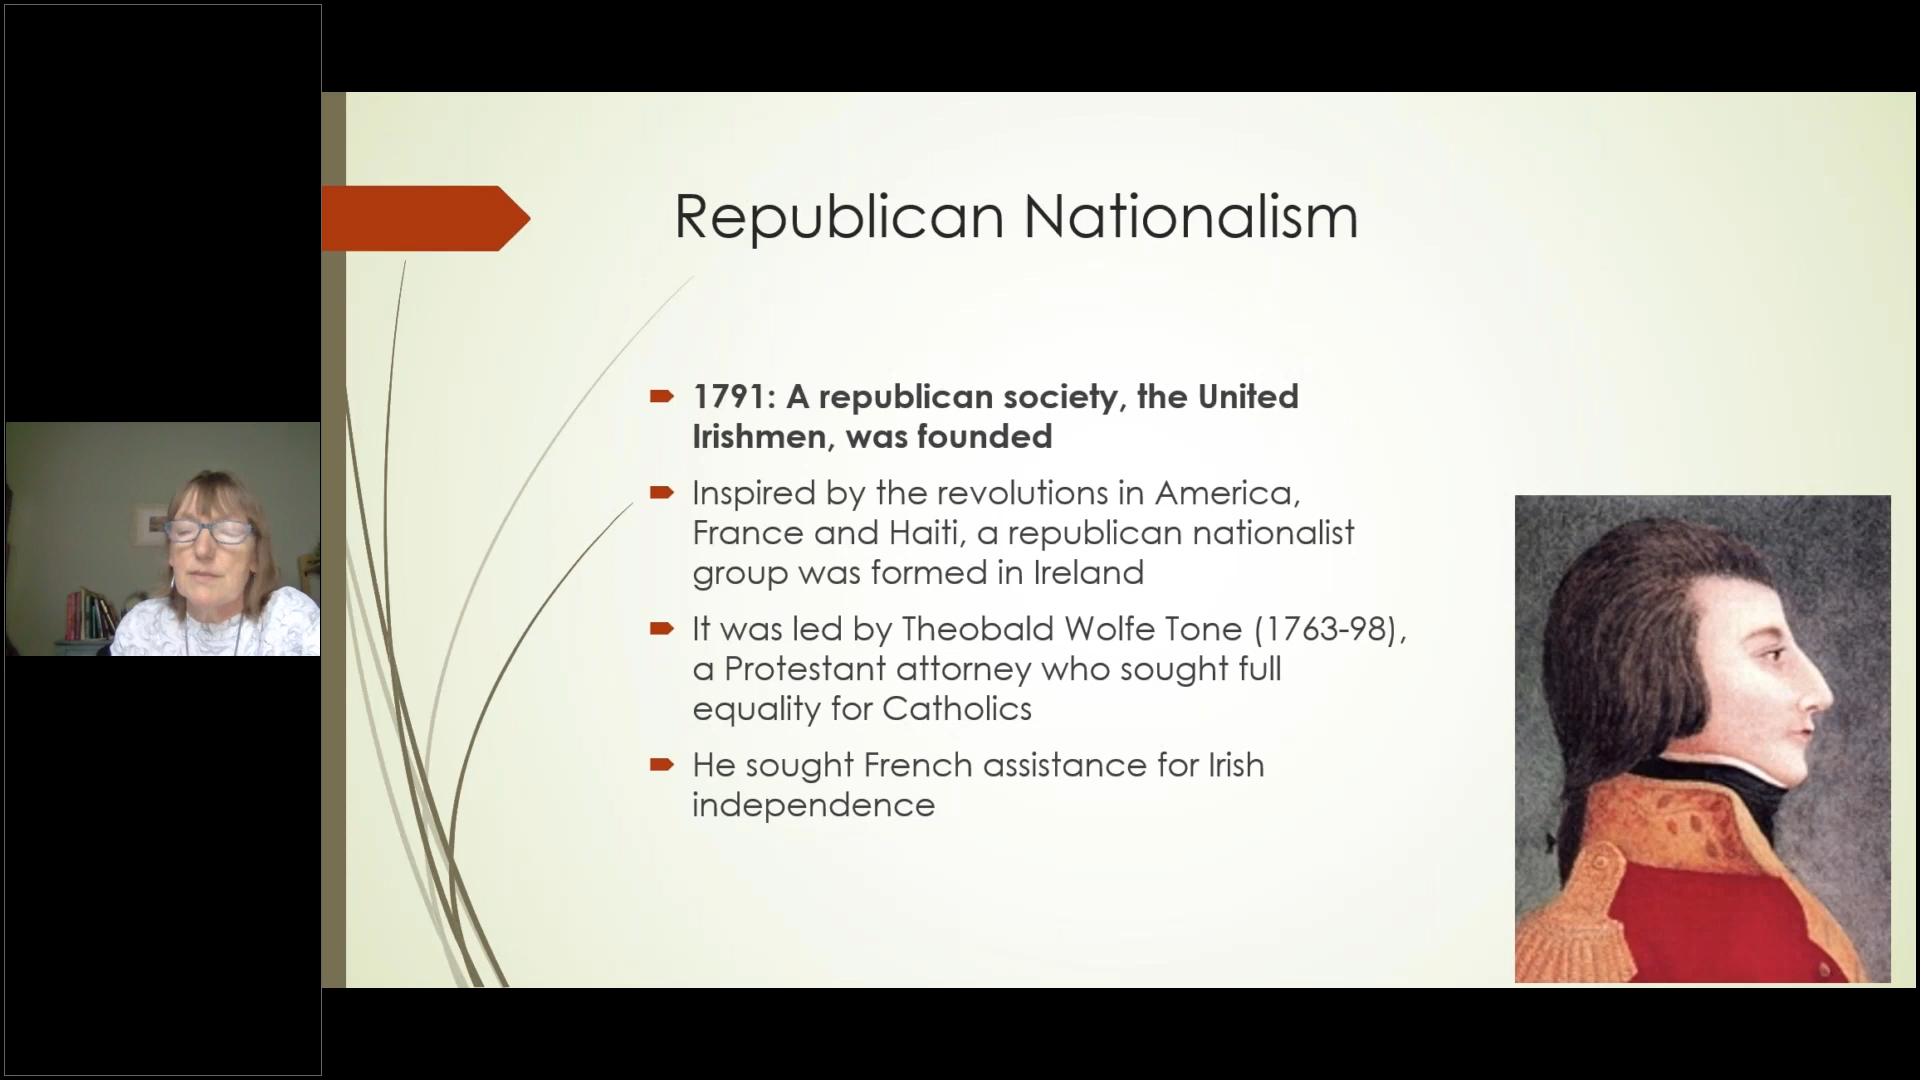 Republican Nationalism
1791: A republican society, the United
Irishmen, was founded
Inspired by the revolutions in America,
France and Haiti, a republican nationalist
group was formed in Ireland
It was led by Theobald Wolfe Tone (1763-98),
a Protestant attorney who sought full
equality for Catholics
He sought French assistance for Irish
independence